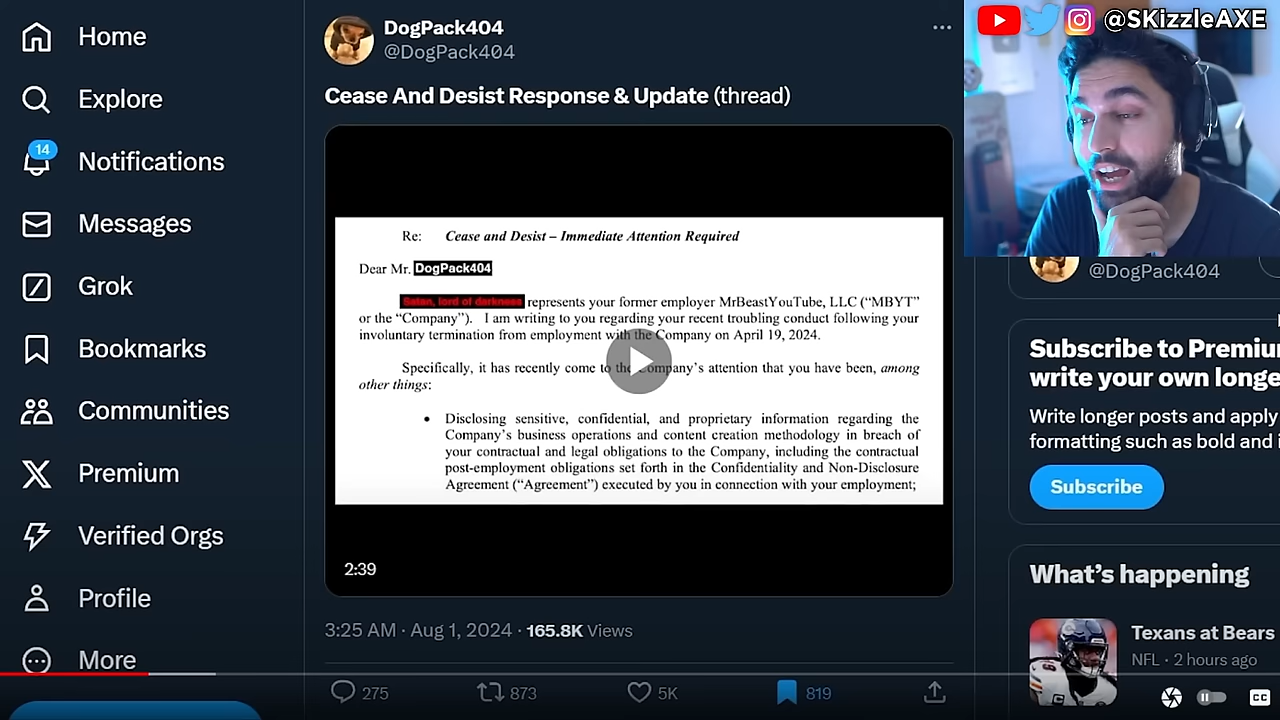 @SKizzleAXE
Home
Explore
14
Notifications
Messages
Grok
Bookmarks
Communities
Premium
Verified Orgs
Profile
More
DogPack404
@DogPack404
Cease And Desist Response & Update (thread)
Re: Cease and Desist – Immediate Attention Required
Dear Mr. DogPack404
Satan, lord of darkness represents your former employer MrBeastYouTube, LLC (“MBYT”
or the “Company”). I am writing to you regarding your recent troubling conduct following your
involuntary termination from employment with the Company on April 19, 2024.
Specifically, it has recently come to the Company’s attention that you have been, among
other things:
• Disclosing sensitive, confidential, and proprietary information regarding the
Company’s business operations and content creation methodology in breach of
your contractual and legal obligations to the Company, including the contractual
post-employment obligations set forth in the Confidentiality and Non-Disclosure
Agreement (“Agreement”) executed by you in connection with your employment;
2:39
3:25 AM · Aug 1, 2024 · 165.8K Views
275
873
5K
819
@DogPack404
Subscribe to Premiu
write your own longe
Write longer posts and apply
formatting such as bold and i
Subscribe
What’s happening
Texans at Bears
NFL · 2 hours ago
CC